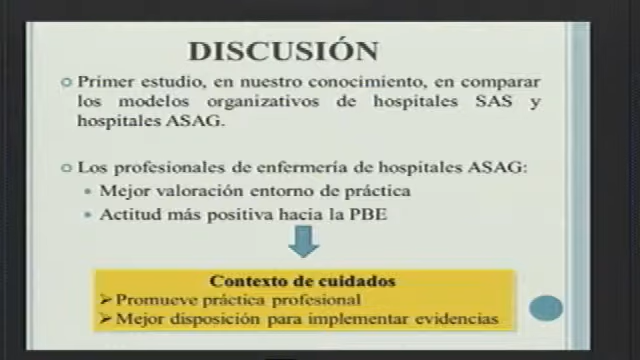 DISCUSIÓN
Primer estudio, en nuestro conocimiento, en comparar
los modelos organizativos de hospitales SAS y
hospitales ASAG.
Los profesionales de enfermería de hospitales ASAG:
Mejor valoración entorno de práctica
Actitud más positiva hacia la PBE
Contexto de cuidados
Promueve práctica profesional
Mejor disposición para implementar evidencias